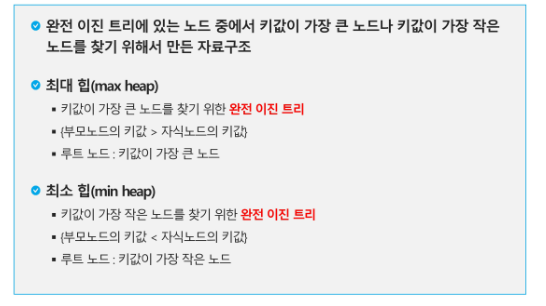 완전 이진 트리에 있는 노드 중에서 키값이 가장 큰 노드나 키값이 가장 작은
노드를 찾기 위해서 만든 자료구조
최대 힙(max heap)
▪ 키값이 가장 큰 노드를 찾기 위한 완전 이진 트리
▪ {부모노드의 키값 > 자식노드의 키값}
▪ 루트 노드 : 키값이 가장 큰 노드
최소 힙(min heap)
▪ 키값이 가장 작은 노드를 찾기 위한 완전 이진 트리
▪ {부모노드의 키값 < 자식노드의 키값}
▪ 루트 노드 : 키값이 가장 작은 노드